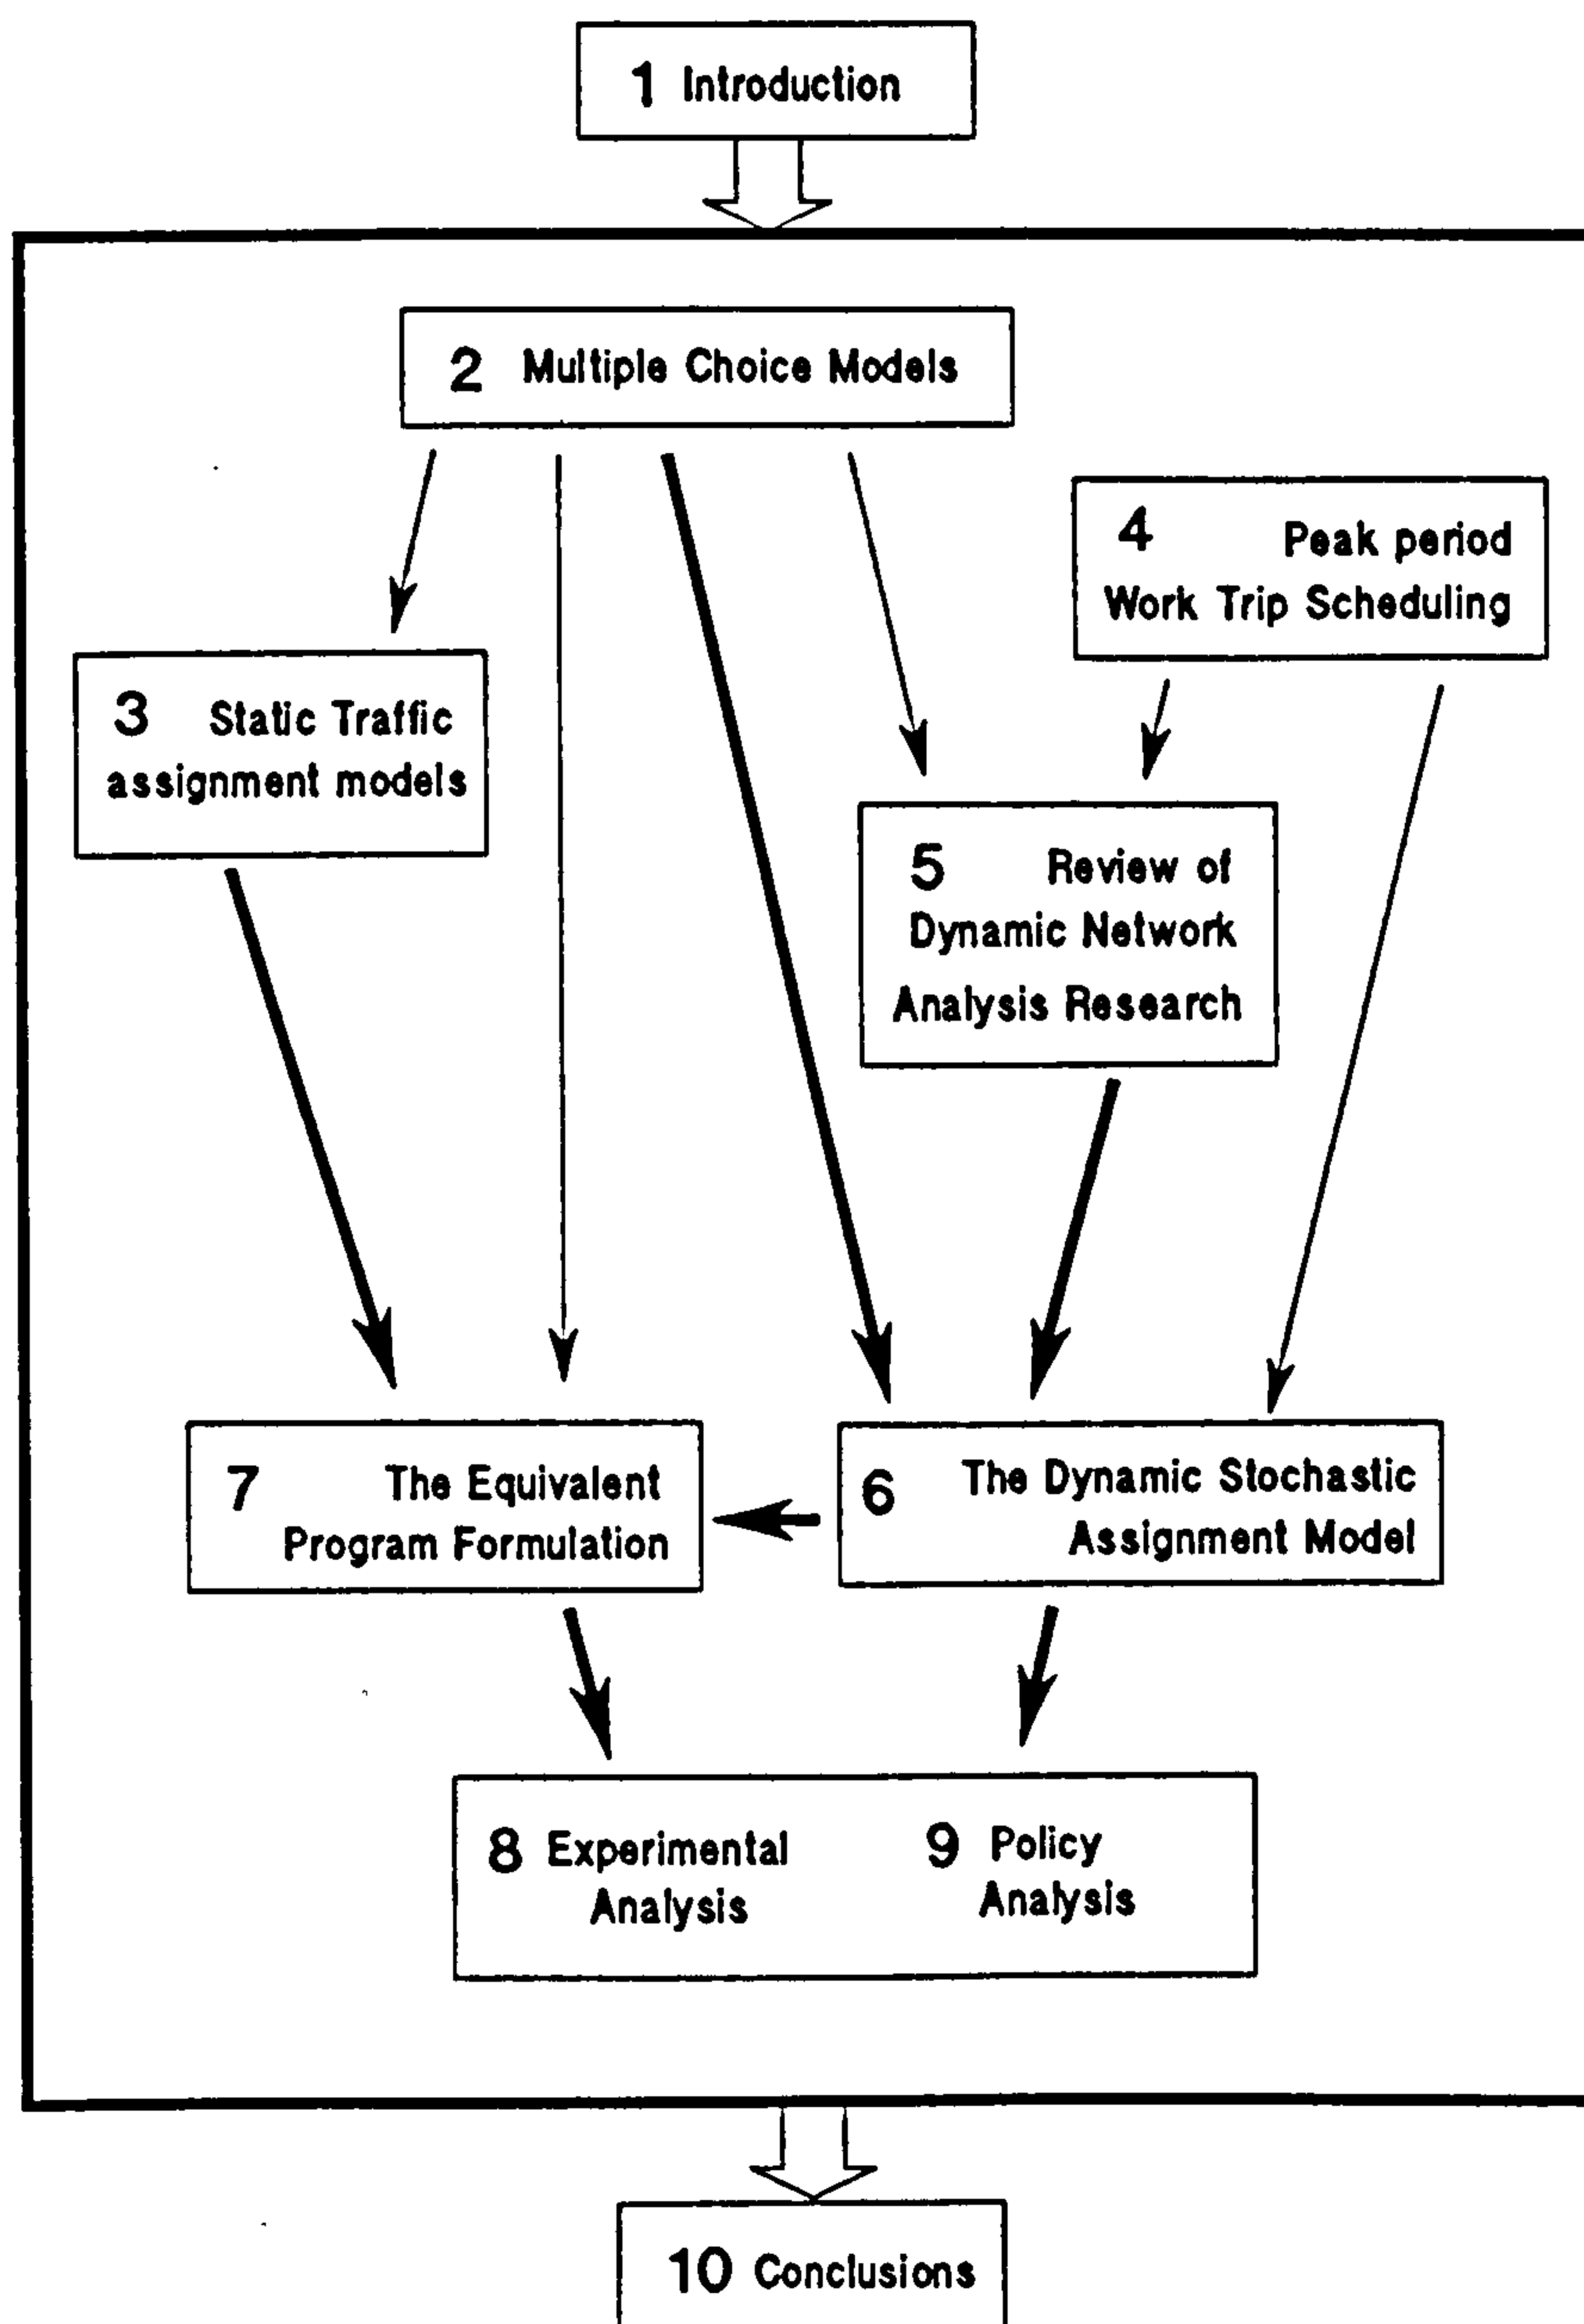 1 Introduction
2 Multiple Choice Models
4 Peak period
Work Trip Scheduling
3 Static Traffic
assignment models
5 Review of
Dynamic Network
Analysis Research
7 The Equivalent
Program Formulation
6 The Dynamic Stochastic
Assignment Model
8 Experimental
Analysis
9 Policy
Analysis
10 Conclusions